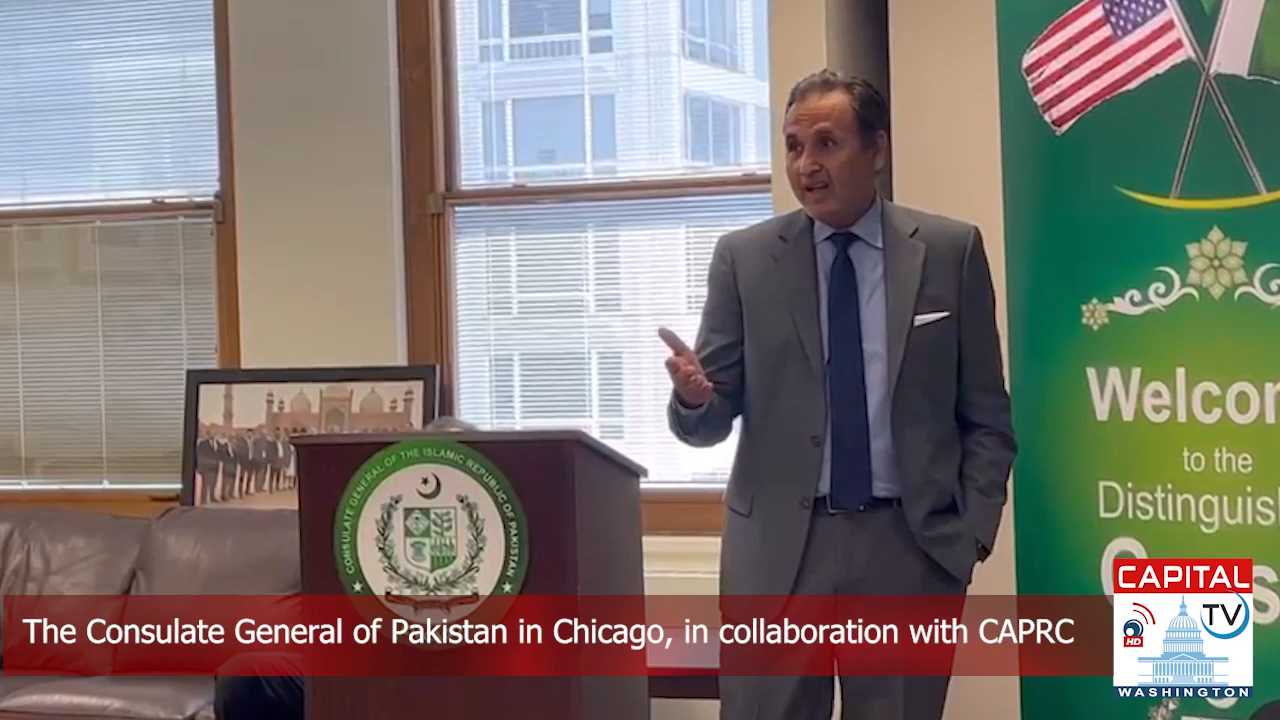 CONSULATE GENERAL OF THE ISLAMIC REPUBLIC OF PAKISTAN
Welco
to the
Distinguis
The Consulate General of Pakistan in Chicago, in collaboration with CAPRC
CAPITAL
TV
HD
WASHINGTON